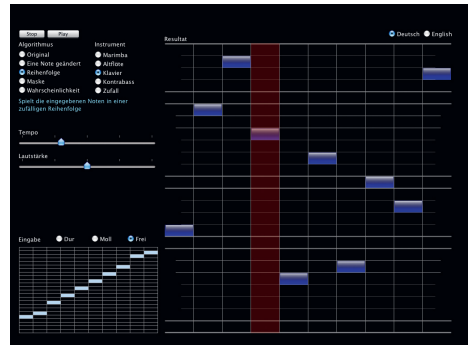 Stop Play
Deutsch English
Resultat
Algorithmus Instrument
Original Marimba
Eine Note geändert Altflöte
Reihenfolge Klavier
Maske Kontrabass
Wahrscheinlichkeit Zufall
Spielt die eingegebenen Noten in einer
zufälligen Reihenfolge
Tempo
Lautstärke
Eingabe Dur Moll Frei